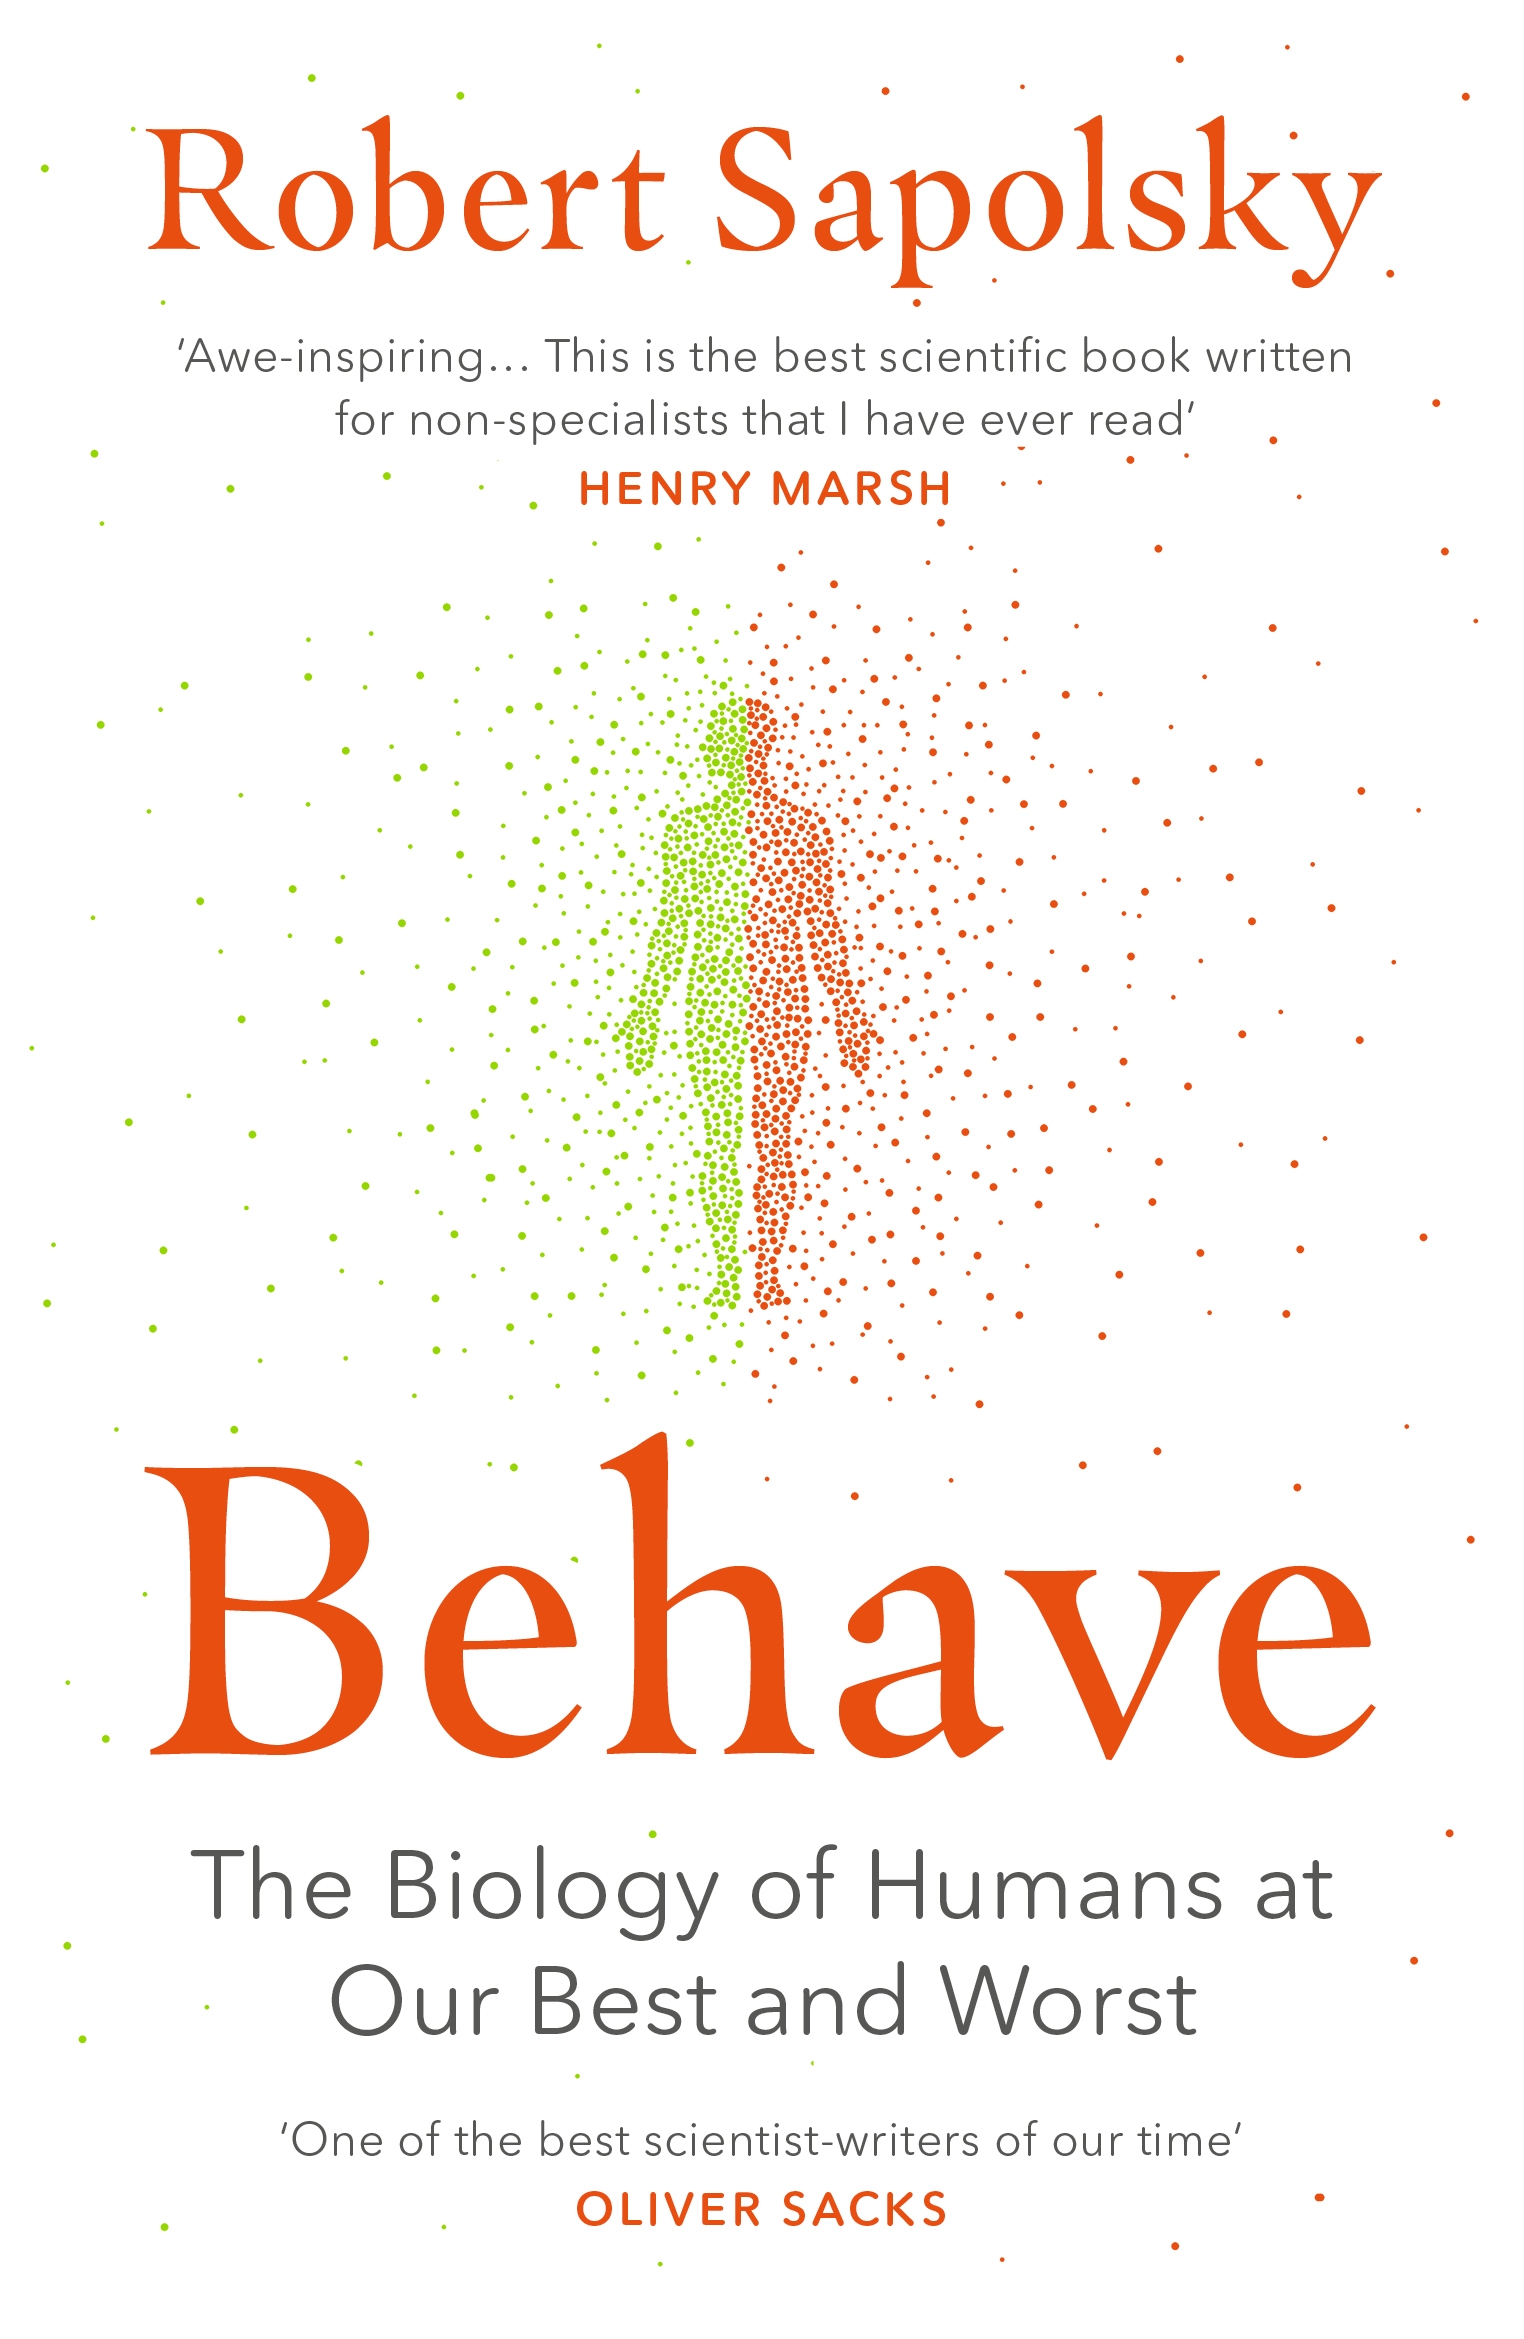 Robert Sapolsky
‘Awe-inspiring... This is the best scientific book written
for non-specialists that I have ever read’
HENRY MARSH
Behave
The Biology of Humans at
Our Best and Worst
‘One of the best scientist-writers of our time’
OLIVER SACKS